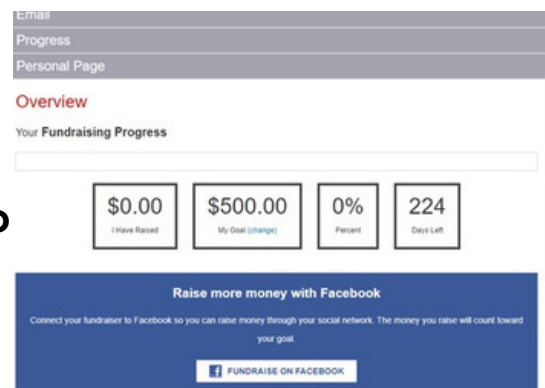 Email
Progress
Personal Page
Overview
Your Fundraising Progress
$0.00
I Have Raised
$500.00
My Goal (change)
0%
Percent
224
Days Left
Raise more money with Facebook
Connect your fundraiser to Facebook so you can raise money through your social network. The money you raise will count toward
your goal.
FUNDRAISE ON FACEBOOK